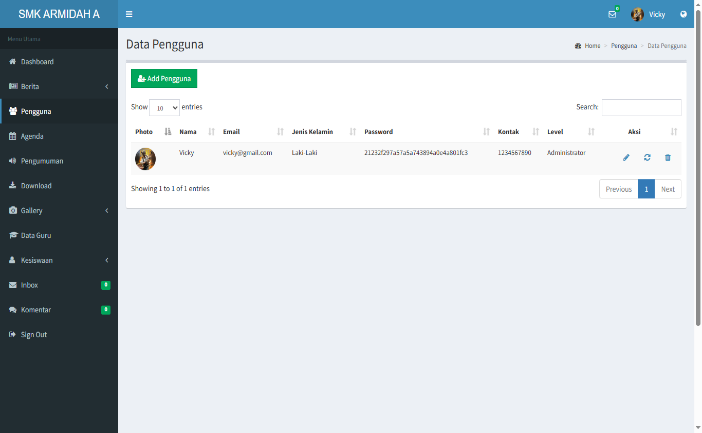 SMK ARMIDAH A
0
Vicky
Menu Utama
Dashboard
Berita
Pengguna
Agenda
Pengumuman
Download
Gallery
Data Guru
Kesiswaan
Inbox 0
Komentar 0
Sign Out
Data Pengguna
Home > Pengguna > Data Pengguna
Add Pengguna
Show 10 entries
Search:
Photo Nama Email Jenis Kelamin Password Kontak Level Aksi
Vicky vicky@gmail.com Laki-Laki 21232f297a57a5a743894a0e4a801fc3 1234567890 Administrator
Showing 1 to 1 of 1 entries
Previous 1 Next